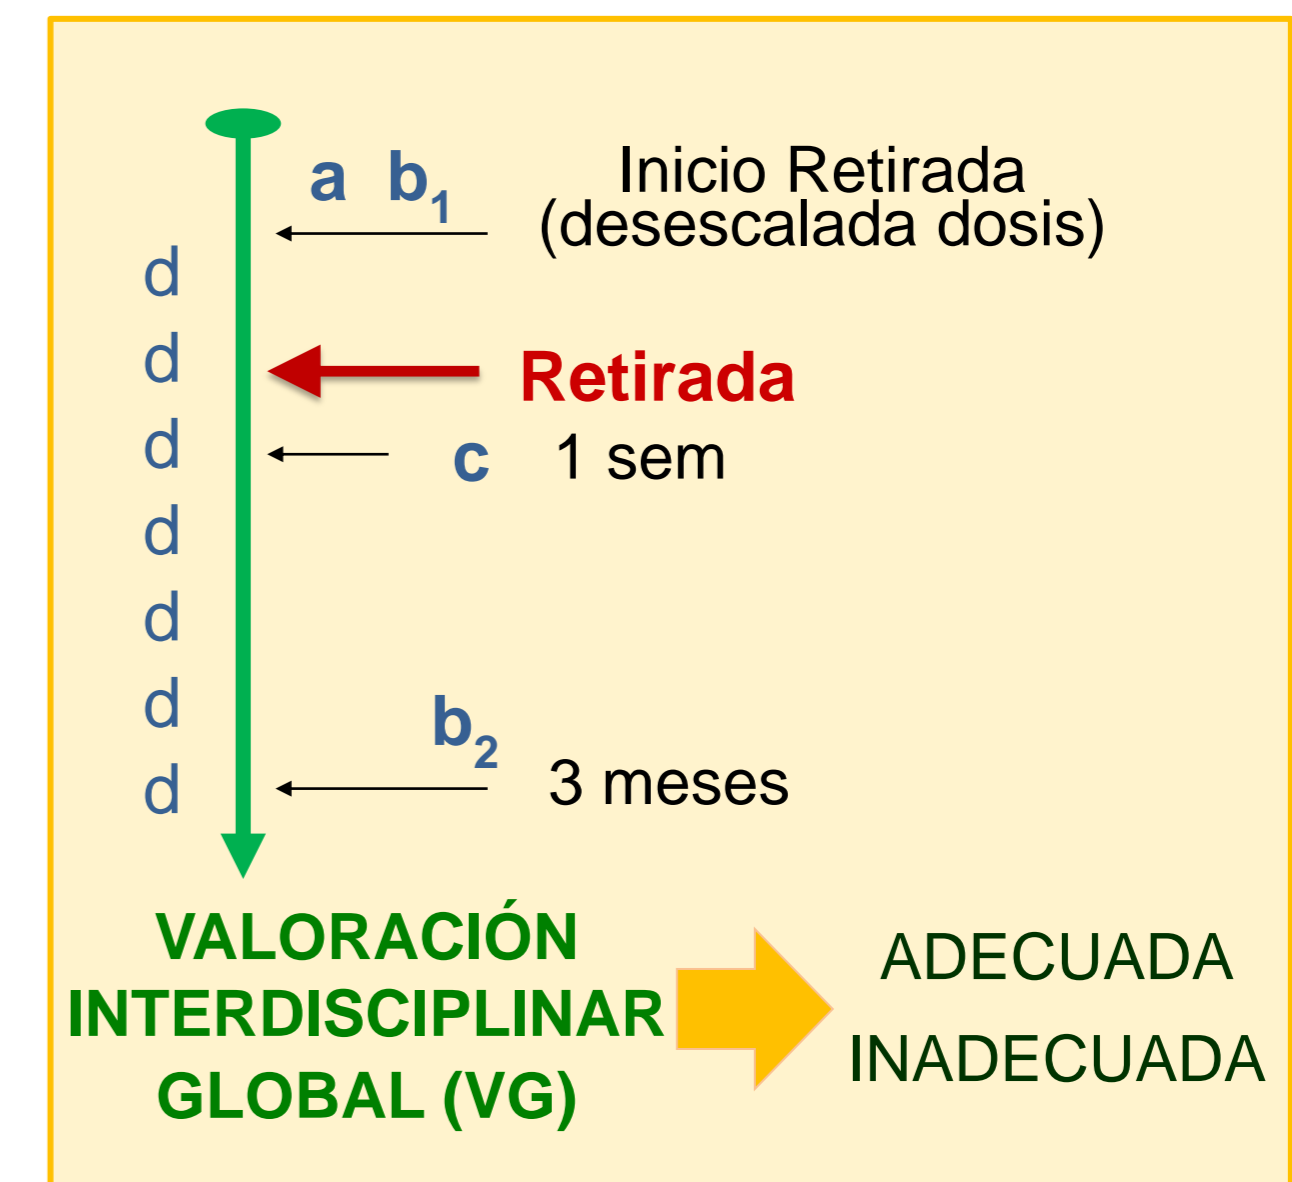 a b₁ Inicio Retirada
(desescalada dosis)
d
d
Retirada
d
c 1 sem
d
d
d
b₂
d
3 meses
VALORACIÓN
INTERDISCIPLINAR
GLOBAL (VG)
ADECUADA
INADECUADA